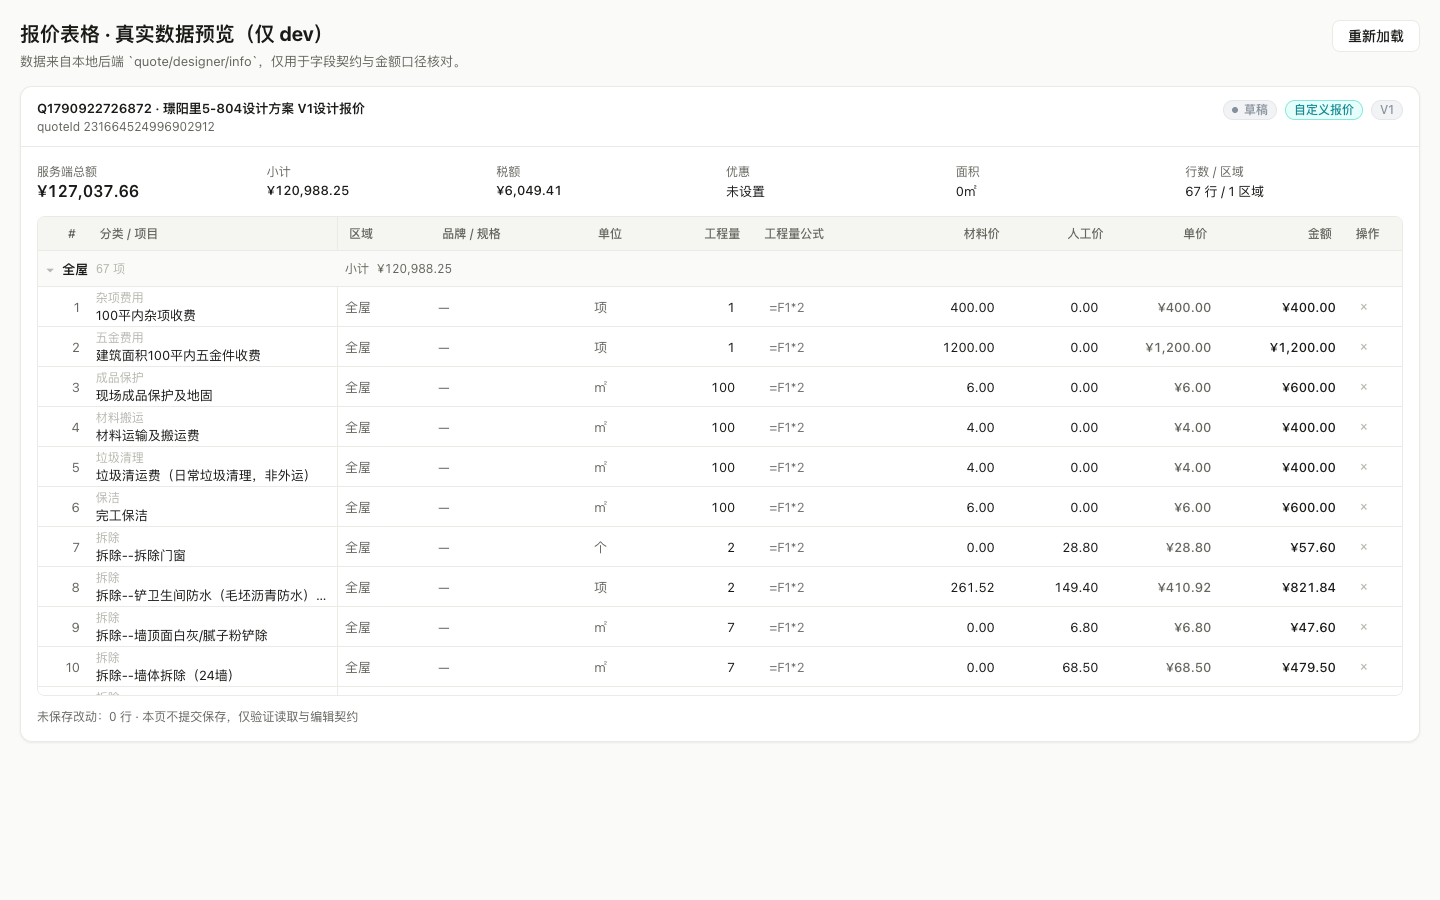 报价表格 · 真实数据预览（仅 dev）
重新加载
数据来自本地后端 `quote/designer/info`，仅用于字段契约与金额口径核对。
Q1790922726872 · 璟阳里5-804设计方案 V1设计报价
草稿 自定义报价 V1
quoteId 231664524996902912
服务端总额 小计 税额 优惠 面积 行数 / 区域
¥127,037.66 ¥120,988.25 ¥6,049.41 未设置 0㎡ 67 行 / 1 区域
# 分类 / 项目 区域 品牌 / 规格 单位 工程量 工程量公式 材料价 人工价 单价 金额 操作
全屋 67 项 小计 ¥120,988.25
杂项费用
1 100平内杂项收费 全屋 — 项 1 =F1*2 400.00 0.00 ¥400.00 ¥400.00 ×
五金费用
2 建筑面积100平内五金件收费 全屋 — 项 1 =F1*2 1200.00 0.00 ¥1,200.00 ¥1,200.00 ×
成品保护
3 现场成品保护及地固 全屋 — ㎡ 100 =F1*2 6.00 0.00 ¥6.00 ¥600.00 ×
材料搬运
4 材料运输及搬运费 全屋 — ㎡ 100 =F1*2 4.00 0.00 ¥4.00 ¥400.00 ×
垃圾清理
5 垃圾清运费（日常垃圾清理，非外运） 全屋 — ㎡ 100 =F1*2 4.00 0.00 ¥4.00 ¥400.00 ×
保洁
6 完工保洁 全屋 — ㎡ 100 =F1*2 6.00 0.00 ¥6.00 ¥600.00 ×
拆除
7 拆除--拆除门窗 全屋 — 个 2 =F1*2 0.00 28.80 ¥28.80 ¥57.60 ×
拆除
8 拆除--铲卫生间防水（毛坯沥青防水）... 全屋 — 项 2 =F1*2 261.52 149.40 ¥410.92 ¥821.84 ×
拆除
9 拆除--墙顶面白灰/腻子粉铲除 全屋 — ㎡ 7 =F1*2 0.00 6.80 ¥6.80 ¥47.60 ×
拆除
10 拆除--墙体拆除（24墙） 全屋 — ㎡ 7 =F1*2 0.00 68.50 ¥68.50 ¥479.50 ×
未保存改动：0 行 · 本页不提交保存，仅验证读取与编辑契约